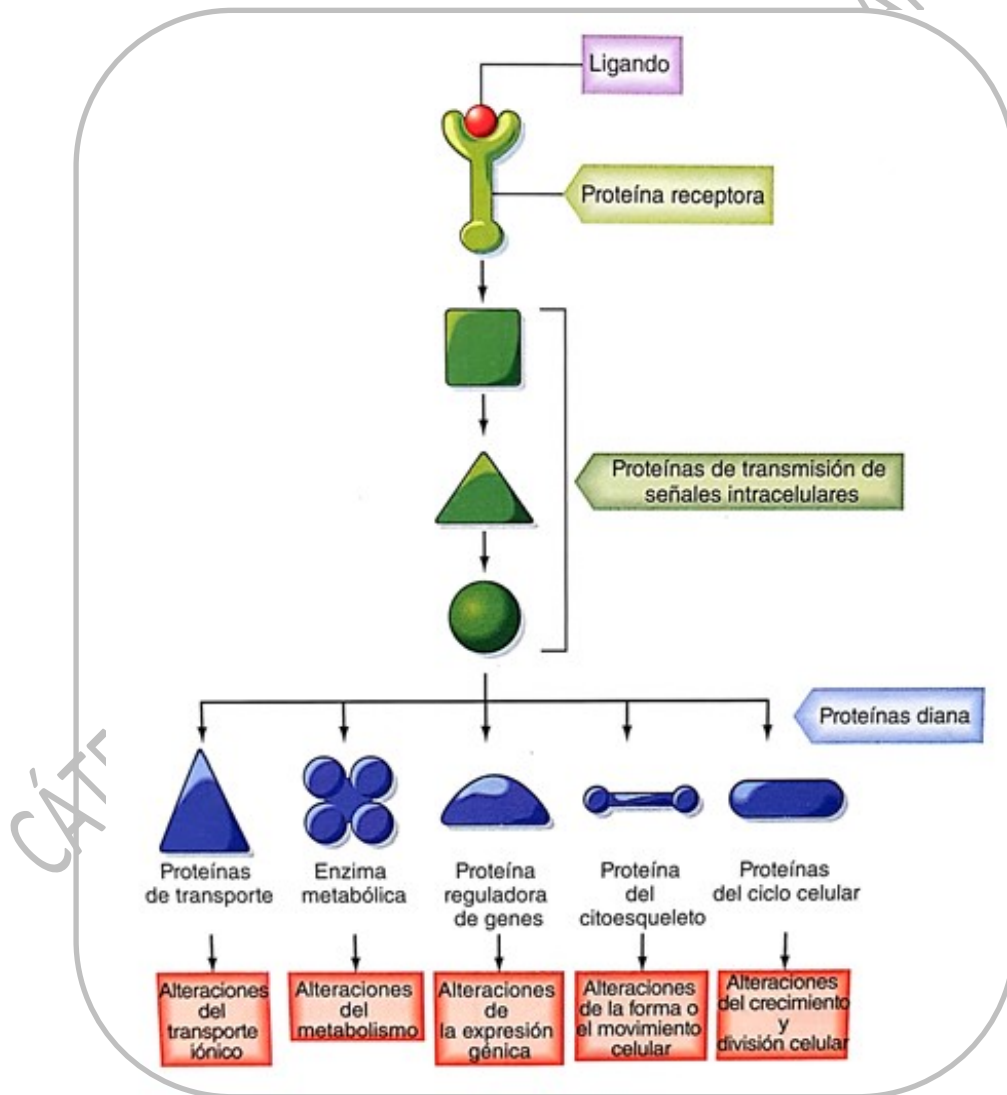 Ligando
Proteína receptora
Proteínas de transmisión de
señales intracelulares
Proteínas diana
Proteínas
de transporte
Enzima
metabólica
Proteína
reguladora
de genes
Proteína
del
citoesqueleto
Proteínas
del ciclo celular
Alteraciones
del
transporte
iónico
Alteraciones
del
metabolismo
Alteraciones
de
la expresión
génica
Alteraciones
de la forma o
el movimiento
celular
Alteraciones
del crecimiento
y
división celular